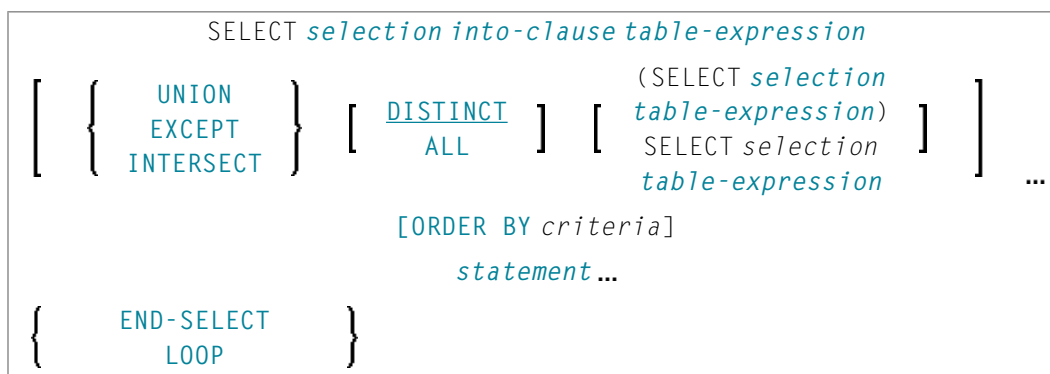 SELECT selection into-clause table-expression
[ { UNION EXCEPT INTERSECT } [ DISTINCT ALL ] [ (SELECT selection table-expression) SELECT selection table-expression ] ] ...
[ORDER BY criteria]
statement ...
{ END-SELECT LOOP }